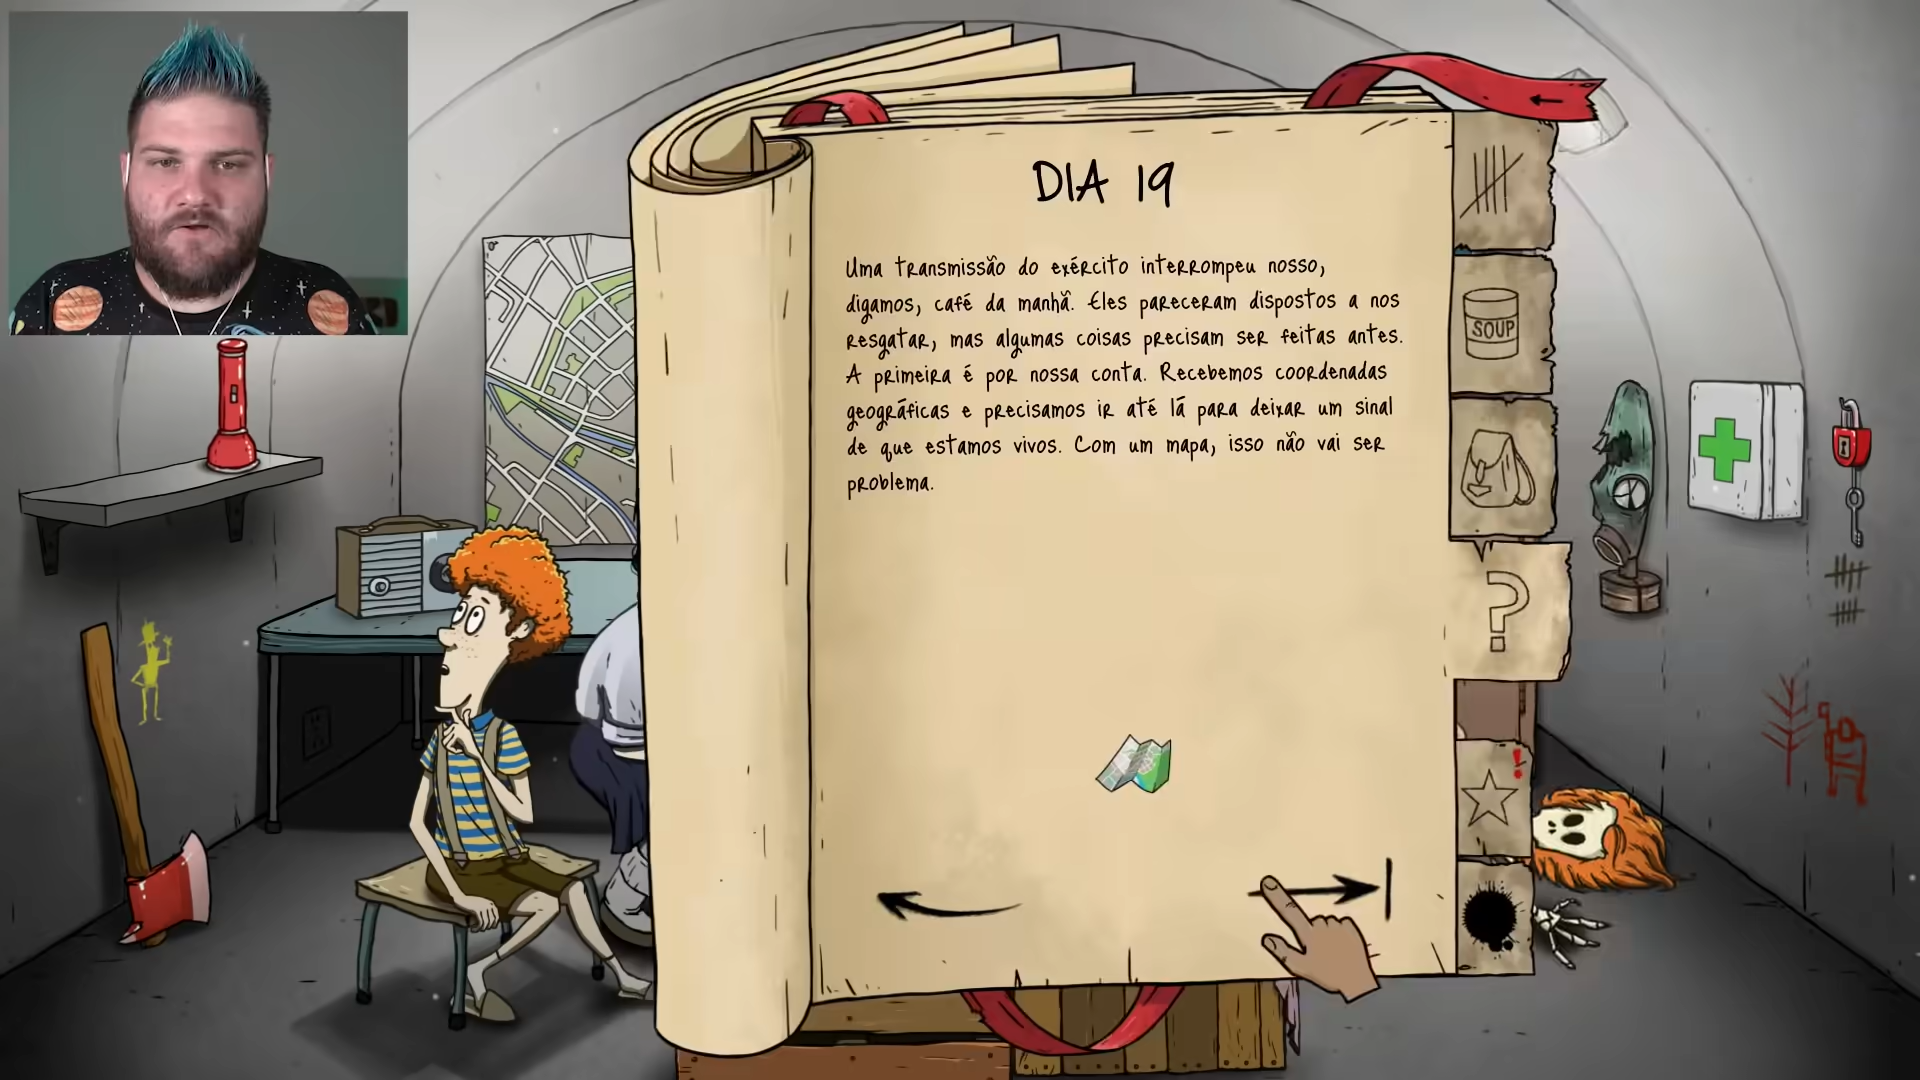 DIA 19
Uma transmissão do exército interrompeu nosso,
digamos, café da manhã. Eles pareceram dispostos a nos
resgatar, mas algumas coisas precisam ser feitas antes.
A primeira é por nossa conta. Recebemos coordenadas
geográficas e precisamos ir até lá para deixar um sinal
de que estamos vivos. Com um mapa, isso não vai ser
problema.
SOUP
?
!